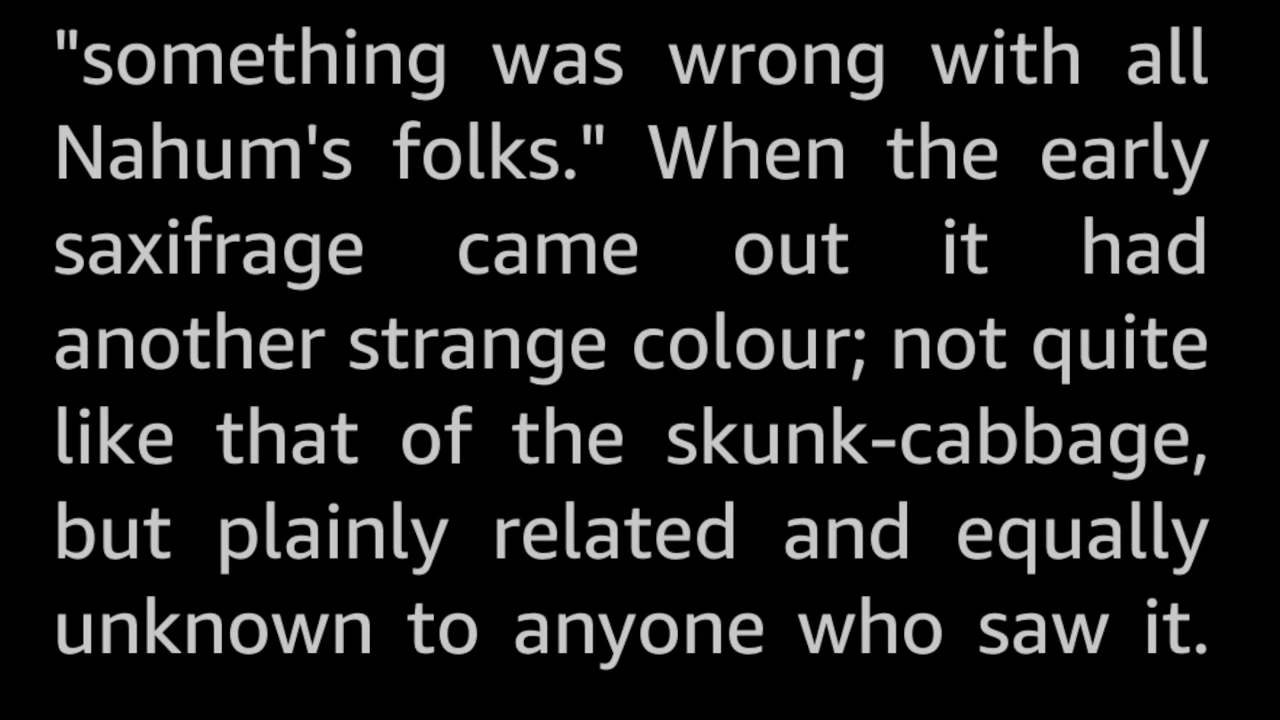 "something was wrong with all
Nahum's folks." When the early
saxifrage came out it had
another strange colour; not quite
like that of the skunk-cabbage,
but plainly related and equally
unknown to anyone who saw it.